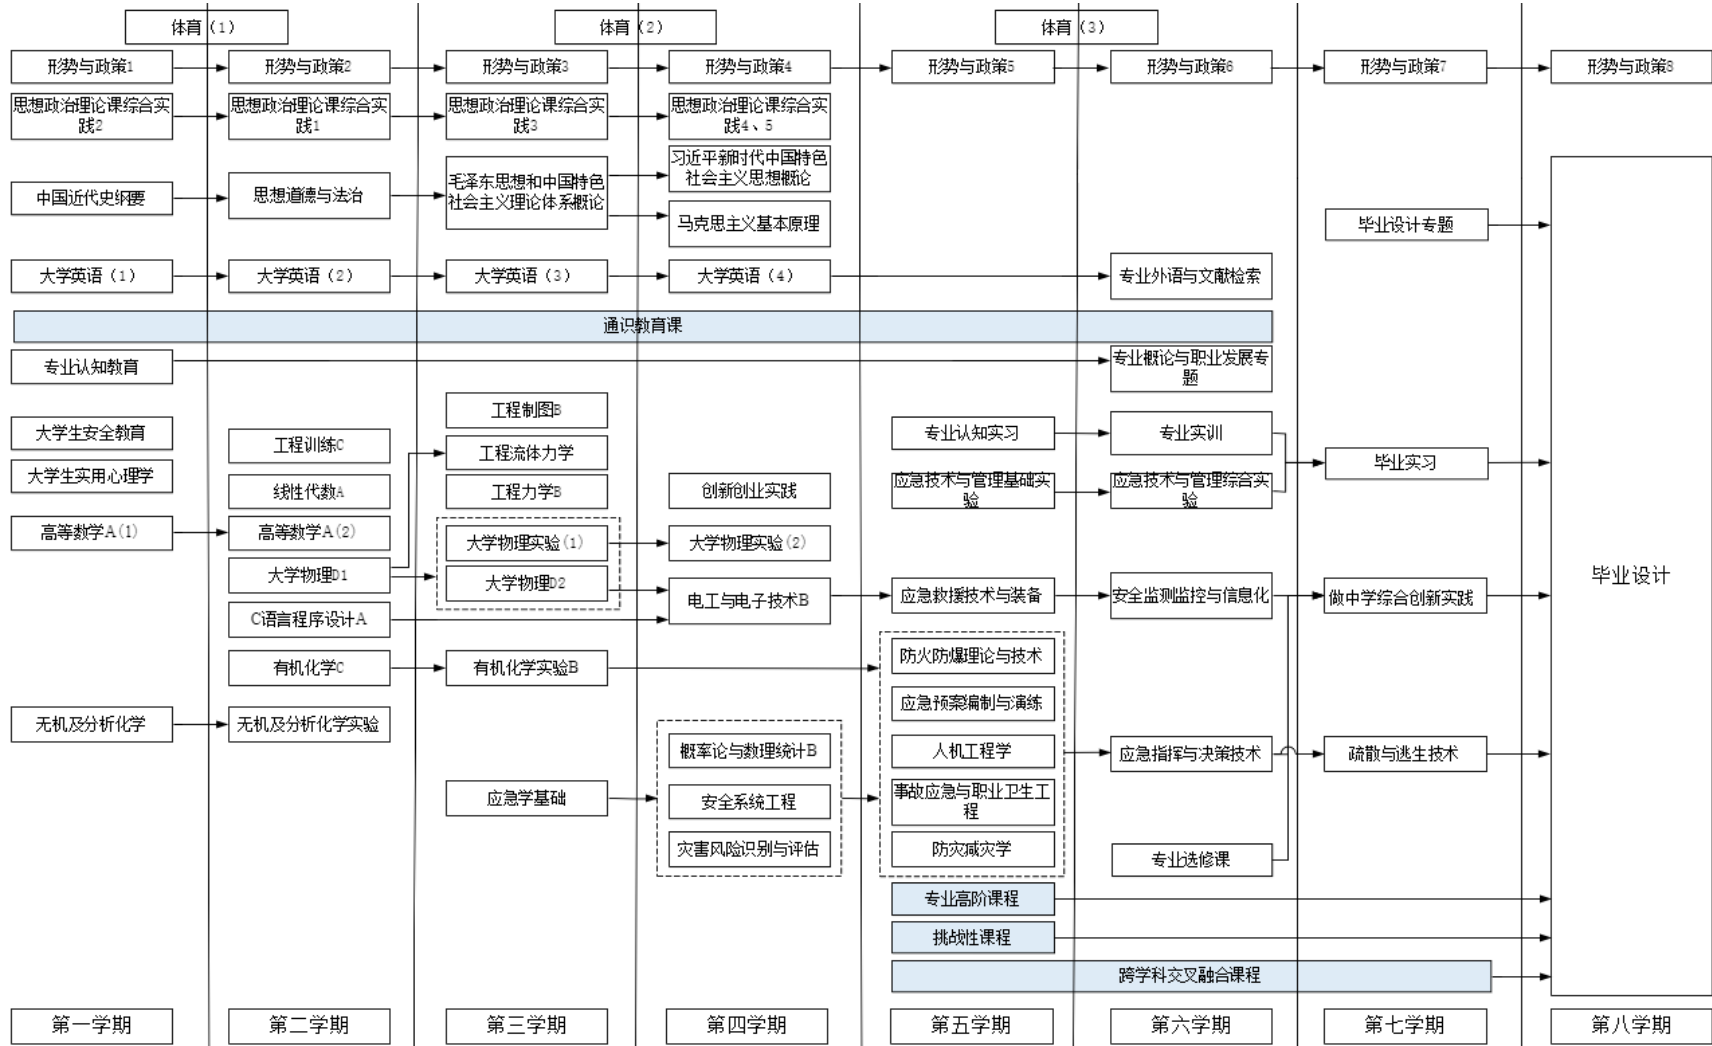 体育（1）
体育（2）
体育（3）
形势与政策1
形势与政策2
形势与政策3
形势与政策4
形势与政策5
形势与政策6
形势与政策7
形势与政策8
思想政治理论课综合实
践2
思想政治理论课综合实
践1
思想政治理论课综合实
践3
思想政治理论课综合实
践4、5
中国近代史纲要
思想道德与法治
毛泽东思想和中国特色
社会主义理论体系概论
习近平新时代中国特色
社会主义思想概论
马克思主义基本原理
毕业设计专题
大学英语（1）
大学英语（2）
大学英语（3）
大学英语（4）
专业外语与文献检索
通识教育课
专业认知教育
专业概论与职业发展专
题
工程制图B
大学生安全教育
工程训练C
工程流体力学
专业认知实习
专业实训
毕业实习
大学生实用心理学
线性代数A
工程力学B
创新创业实践
应急技术与管理基础实
验
应急技术与管理综合实
验
高等数学A(1)
高等数学A(2)
大学物理实验(1)
大学物理实验(2)
大学物理D1
大学物理D2
电工与电子技术B
应急救援技术与装备
安全监测监控与信息化
做中学综合创新实践
毕业设计
C语言程序设计A
有机化学C
有机化学实验B
防火防爆理论与技术
应急预案编制与演练
无机及分析化学
无机及分析化学实验
概率论与数理统计B
人机工程学
应急指挥与决策技术
疏散与逃生技术
应急学基础
安全系统工程
事故应急与职业卫生工
程
灾害风险识别与评估
防灾减灾学
专业选修课
专业高阶课程
挑战性课程
跨学科交叉融合课程
第一学期
第二学期
第三学期
第四学期
第五学期
第六学期
第七学期
第八学期